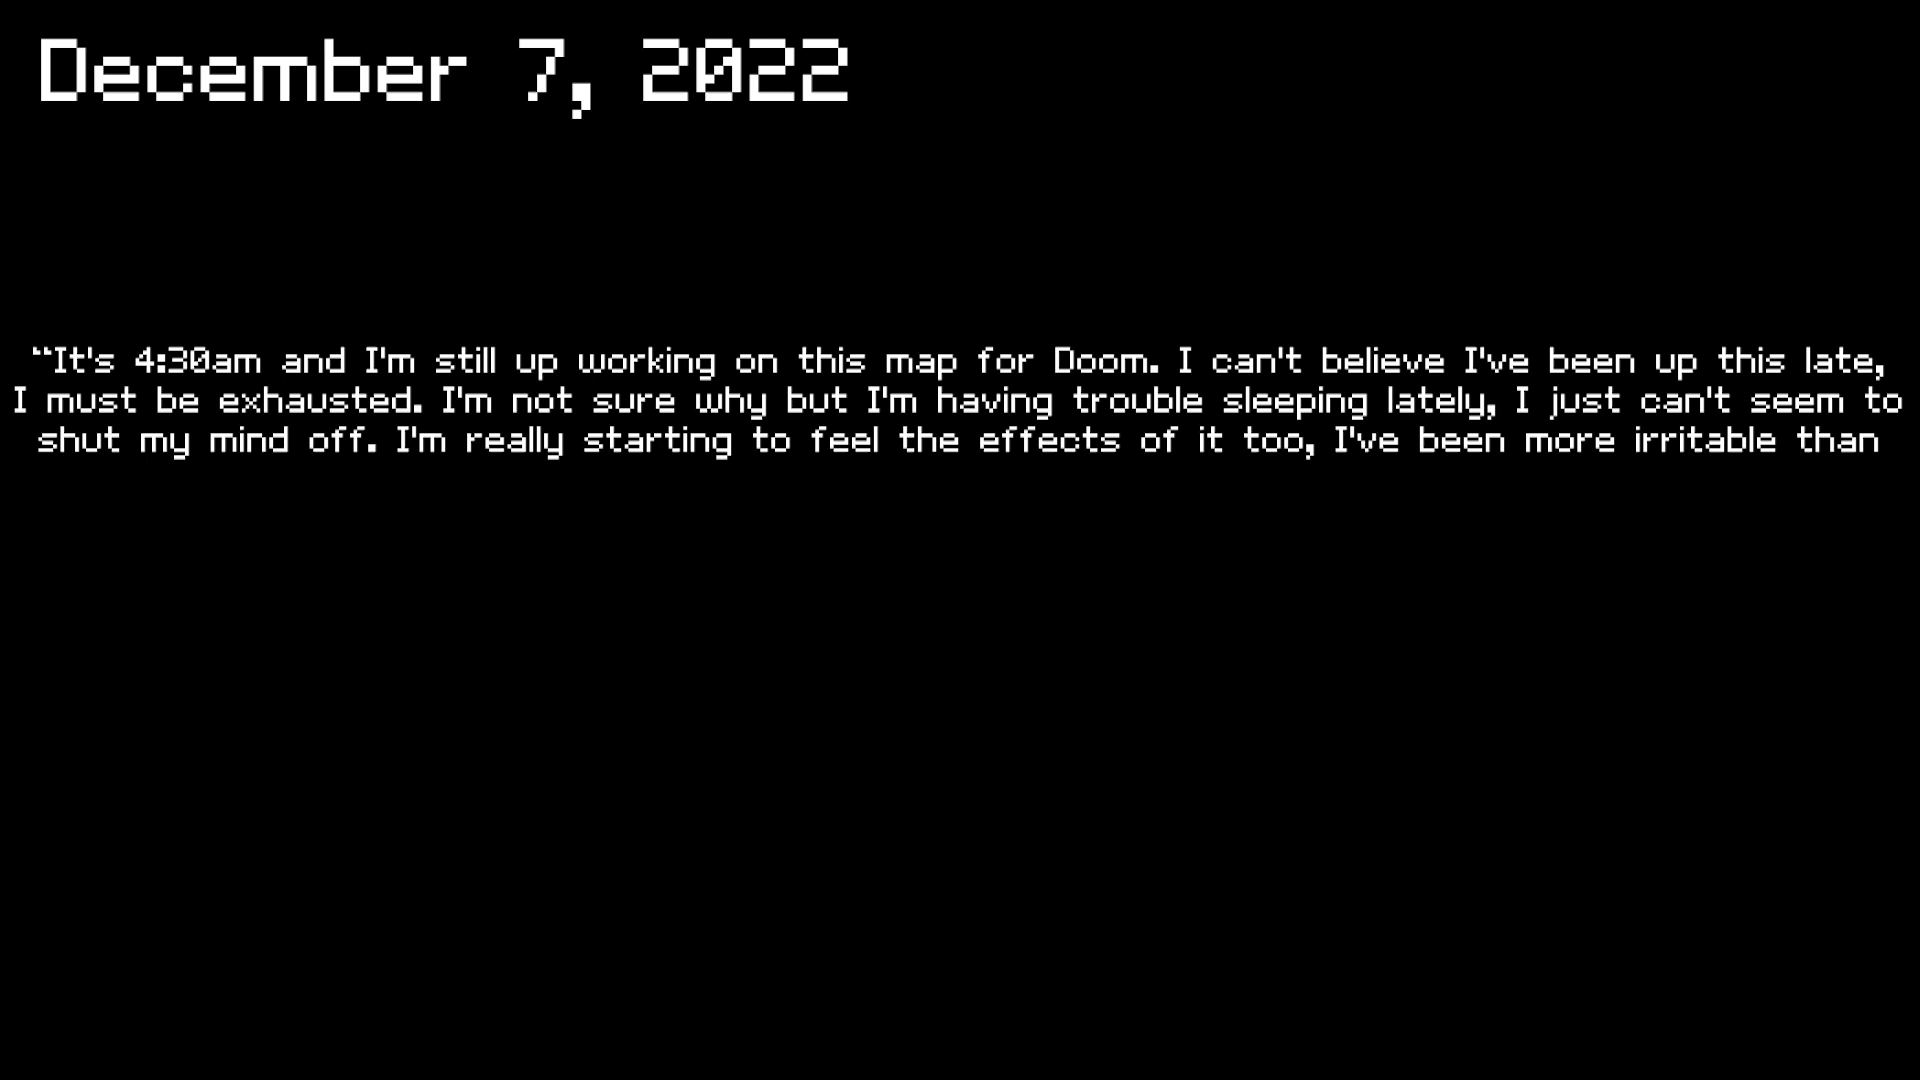 December 7, 2022
“It's 4:30am and I'm still up working on this map for Doom. I can't believe I've been up this late,
I must be exhausted. I'm not sure why but I'm having trouble sleeping lately, I just can't seem to
shut my mind off. I'm really starting to feel the effects of it too, I've been more irritable than